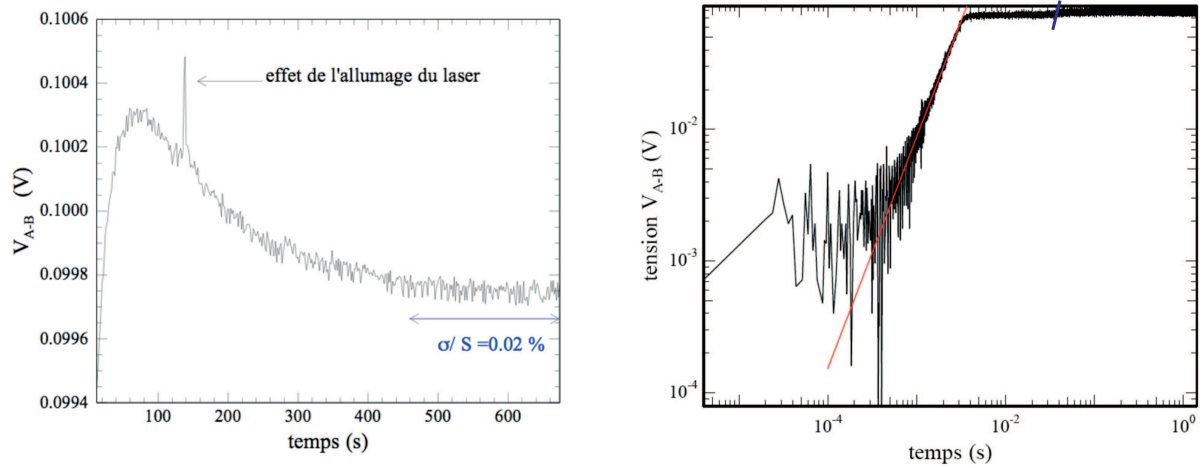 0.1006
0.1004
0.1002
0.1000
0.0998
0.0996
0.0994
V_{A-B} (V)
effet de l'allumage du laser
σ/ S =0.02 %
100 200 300 400 500 600
temps (s)
10^{-2}
10^{-3}
10^{-4}
tension V_{A-B} (V)
10^{-4} 10^{-2} 10^{0}
temps (s)